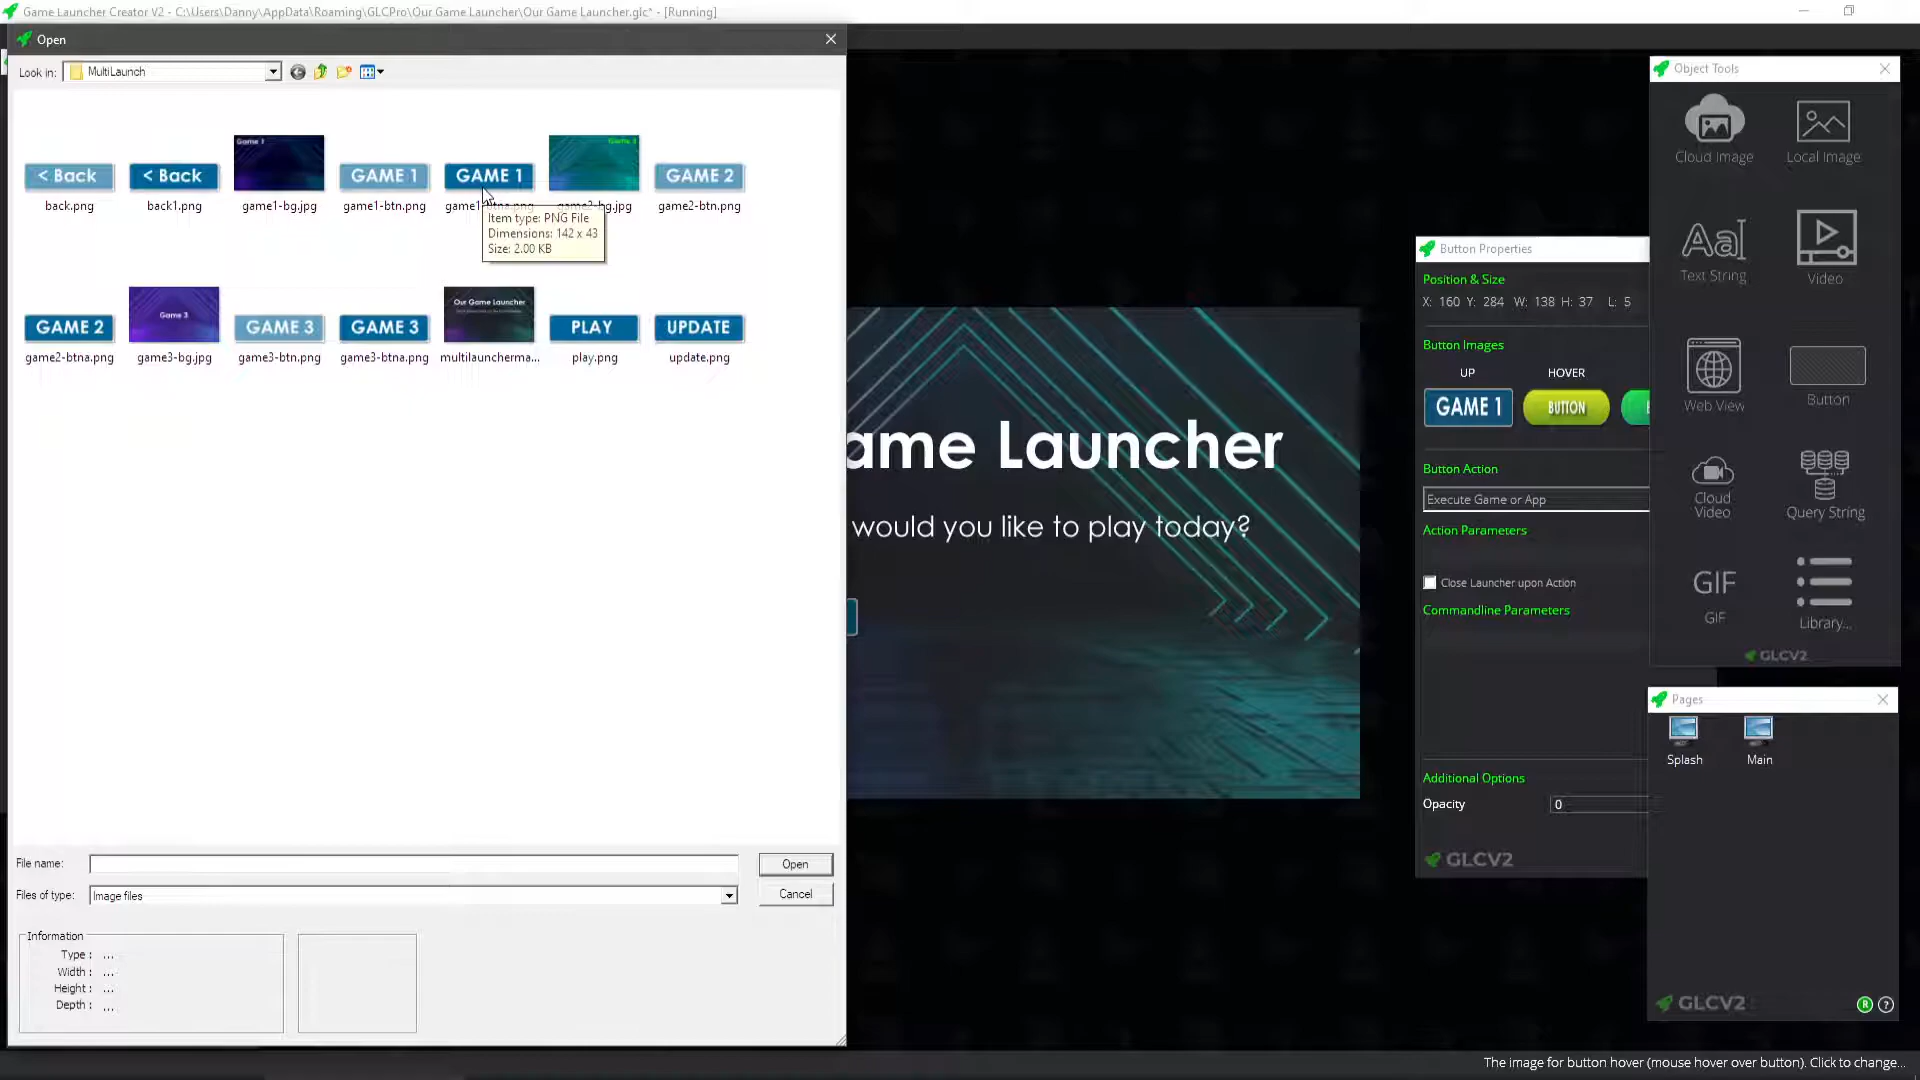 Game Launcher Creator V2 - C:\Users\Danny\AppData\Roaming\GLCPro\Our Game Launcher\Our Game Launcher.glc* - [Running]
Open
Look in:
MultiLaunch
< Back
< Back
Game 1
GAME 1
GAME 1
GAME 2
back.png
back1.png
game1-bg.jpg
game1-btn.png
game2-btn.png
Item type: PNG File
Dimensions: 142 x 43
Size: 2.00 KB
GAME 2
Game 3
GAME 3
GAME 3
Our Game Launcher
PLAY
UPDATE
game2-btna.png
game3-bg.jpg
game3-btn.png
game3-btna.png
multilauncherma...
play.png
update.png
File name:
Open
Files of type:
Image files
Cancel
Information
Type : ...
Width : ...
Height : ...
Depth : ...
ame Launcher
would you like to play today?
Button Properties
Position & Size
X: 160 Y: 284 W: 138 H: 37 L: 5
Button Images
UP
HOVER
GAME 1
BUTTON
Button Action
Execute Game or App
Action Parameters
Close Launcher upon Action
Commandline Parameters
Additional Options
Opacity
0
GLCV2
Object Tools
Cloud Image
Local Image
Aa
Text String
Video
Web View
Button
Cloud
Video
Query String
GIF
GIF
Library...
GLCV2
Pages
Splash
Main
GLCV2
R
?
The image for button hover (mouse hover over button). Click to change...